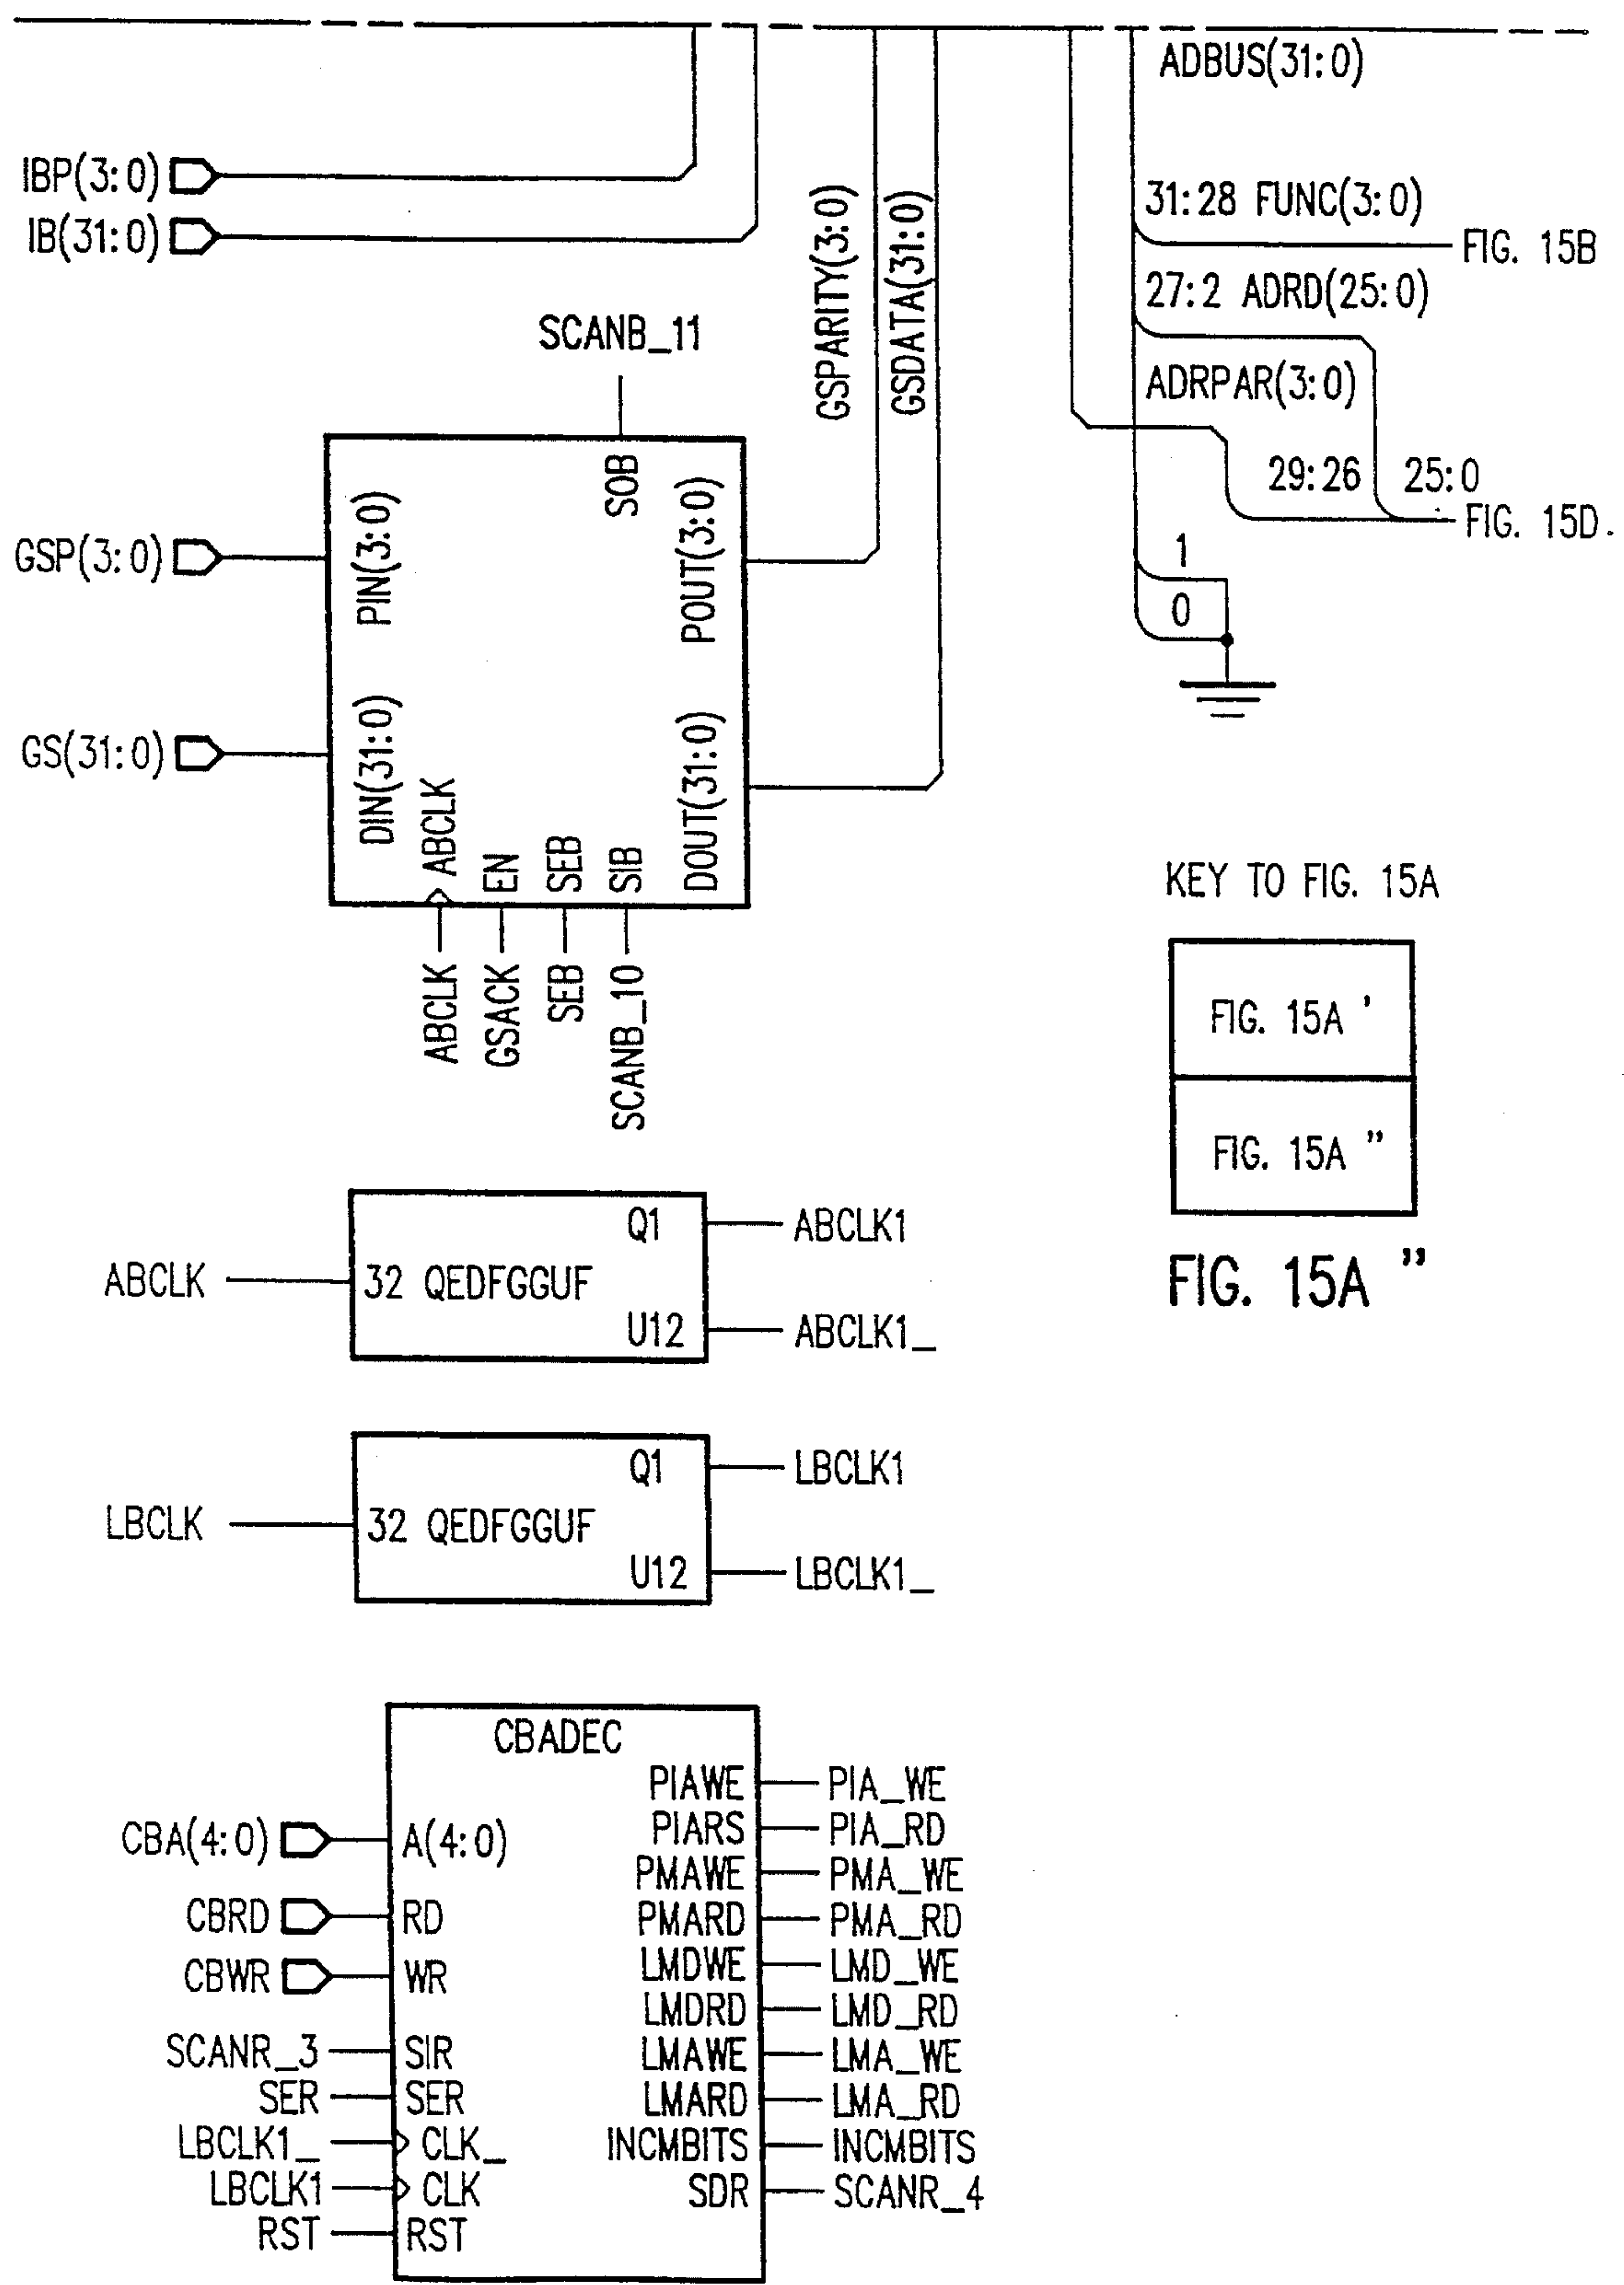 ADBUS(31:0)
IBP(3:0)
IB(31:0)
31:28 FUNC(3:0)
FIG. 15B
27:2 ADRD(25:0)
ADRPAR(3:0)
29:26
25:0
FIG. 15D.
1
0
GSPARITY(3:0)
GSDATA(31:0)
SCANB_11
SOB
GSP(3:0)
PIN(3:0)
POUT(3:0)
GS(31:0)
DIN(31:0)
DOUT(31:0)
ABCLK
EN
SEB
SIB
ABCLK
GSACK
SEB
SCANB_10
KEY TO FIG. 15A
FIG. 15A '
FIG. 15A "
FIG. 15A "
ABCLK
32 QEDFGGUF
Q1
ABCLK1
U12
ABCLK1_
LBCLK
32 QEDFGGUF
Q1
LBCLK1
U12
LBCLK1_
CBADEC
PIAWE PIA_WE
PIARS PIA_RD
CBA(4:0) A(4:0)
PMAWE PMA_WE
PMARD PMA_RD
CBRD RD
LMDWE LMD_WE
CBWR WR
LMDRD LMD_RD
SCANR_3 SIR
LMAWE LMA_WE
SER SER
LMARD LMA_RD
LBCLK1_ CLK_
INCMBITS INCMBITS
LBCLK1 CLK
SDR SCANR_4
RST RST